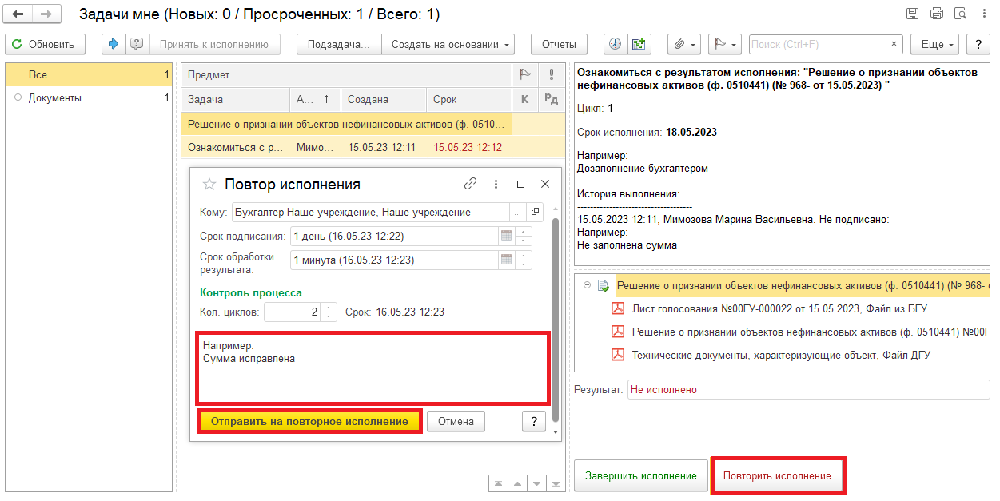 Задачи мне (Новых: 0 / Просроченных: 1 / Всего: 1)
Обновить
Принять к исполнению
Подзадача...
Создать на основании
Отчеты
Поиск (Ctrl+F)
×
Еще
?
Все 1
Документы 1
Предмет
Задача А... ↑ Создана Срок К Рд
Решение о признании объектов нефинансовых активов (ф. 0510...
Ознакомиться с р... Мимо... 15.05.23 12:11 15.05.23 12:12
Повтор исполнения
Кому: Бухгалтер Наше учреждение, Наше учреждение ...
Срок подписания: 1 день (16.05.23 12:22)
Срок обработки
результата: 1 минута (16.05.23 12:23)
Контроль процесса
Кол. циклов: 2 Срок: 16.05.23 12:23
Например:
Сумма исправлена
Отправить на повторное исполнение
Отмена
?
Ознакомиться с результатом исполнения: "Решение о признании объектов
нефинансовых активов (ф. 0510441) (№ 968- от 15.05.2023) "
Цикл: 1
Срок исполнения: 18.05.2023
Например:
Дозаполнение бухгалтером
История выполнения:
------------------------------------
15.05.2023 12:11, Мимозова Марина Васильевна. Не подписано:
Например:
Не заполнена сумма
Решение о признании объектов нефинансовых активов (ф. 0510441) (№ 968-
Лист голосования №00ГУ-000022 от 15.05.2023, Файл из БГУ
Решение о признании объектов нефинансовых активов (ф. 0510441) №00Г
Технические документы, характеризующие объект, Файл ДГУ
Результат: Не исполнено
Завершить исполнение
Повторить исполнение